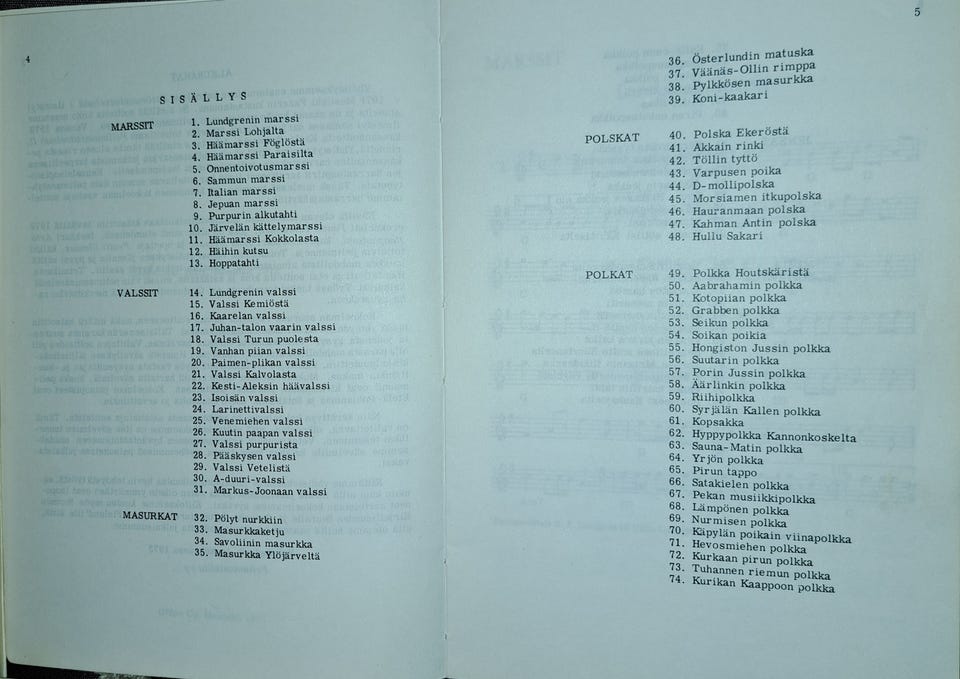 4
SISÄLLYS
MARSSIT
1. Lundgrenin marssi
2. Marssi Lohjalta
3. Häämarssi Föglöstä
4. Häämarssi Paraisilta
5. Onnentoivotusmarssi
6. Sammun marssi
7. Italian marssi
8. Jepuan marssi
9. Purpurin alkutahti
10. Järvelän kättelymarssi
11. Häämarssi Kokkolasta
12. Häihin kutsu
13. Hoppatahti
VALSSIT
14. Lundgrenin valssi
15. Valssi Kemiöstä
16. Kaarelan valssi
17. Juhan-talon vaarin valssi
18. Valssi Turun puolesta
19. Vanhan piian valssi
20. Paimen-plikan valssi
21. Valssi Kalvolasta
22. Kesti-Aleksin häävalssi
23. Isoisän valssi
24. Larinettivalssi
25. Venemiehen valssi
26. Kuutin paapan valssi
27. Valssi purpurista
28. Pääskysen valssi
29. Valssi Vetelistä
30. A-duuri-valssi
31. Markus-Joonaan valssi
MASURKAT
32. Pölyt nurkkiin
33. Masurkkaketju
34. Savoliinin masurkka
35. Masurkka Ylöjärveltä
5
36. Österlundin matuska
37. Väänäs-Ollin rimppa
38. Pylkkösen masurkka
39. Koni-kaakari
POLSKAT
40. Polska Ekeröstä
41. Akkain rinki
42. Töllin tyttö
43. Varpusen poika
44. D-mollipolska
45. Morsiamen itkupolska
46. Hauranmaan polska
47. Kahman Antin polska
48. Hullu Sakari
POLKAT
49. Polkka Houtskäristä
50. Aabrahamin polkka
51. Kotopiian polkka
52. Grabben polkka
53. Seikun polkka
54. Soikan poikia
55. Hongiston Jussin polkka
56. Suutarin polkka
57. Porin Jussin polkka
58. Äärlinkin polkka
59. Riihipolkka
60. Syrjälän Kallen polkka
61. Kopsakka
62. Hyppypolkka Kannonkoskelta
63. Sauna-Matin polkka
64. Yrjön polkka
65. Pirun tappo
66. Satakielen polkka
67. Pekan musiikkipolkka
68. Lämpönen polkka
69. Nurmisen polkka
70. Käpylän poikain viinapolkka
71. Hevosmiehen polkka
72. Kurkaan pirun polkka
73. Tuhannen riemun polkka
74. Kurikan Kaappoon polkka